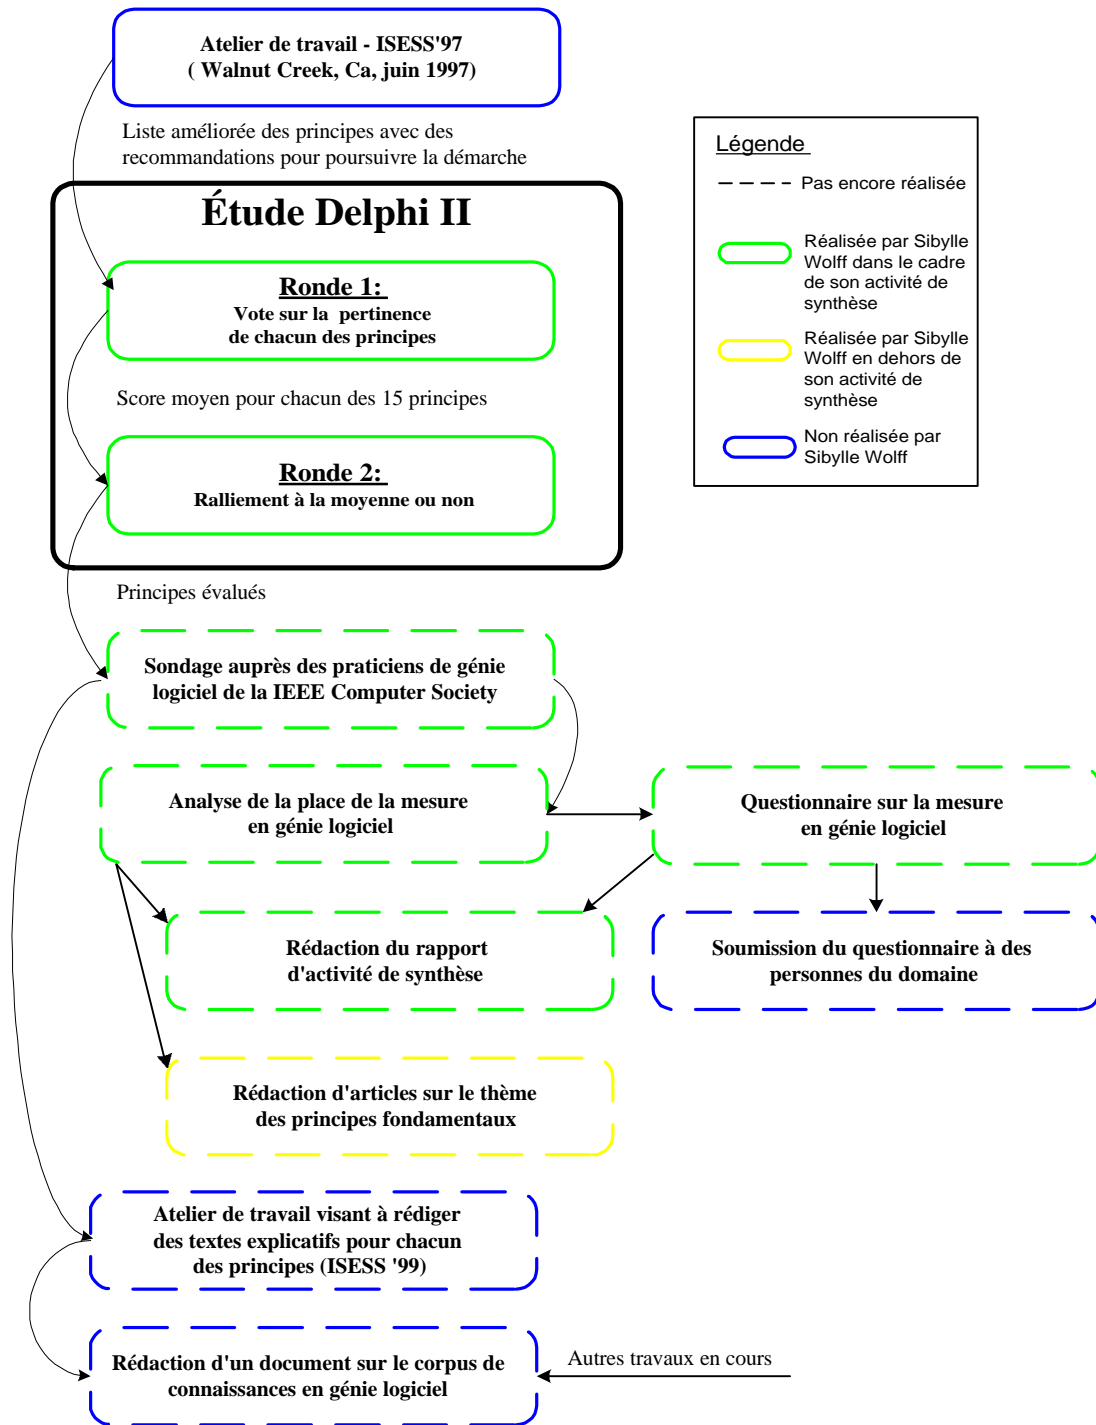 Atelier de travail - ISESS'97
( Walnut Creek, Ca, juin 1997)
Liste améliorée des principes avec des
recommandations pour poursuivre la démarche
Étude Delphi II
Ronde 1:
Vote sur la pertinence
de chacun des principes
Score moyen pour chacun des 15 principes
Ronde 2:
Ralliement à la moyenne ou non
Principes évalués
Légende
Pas encore réalisée
Réalisée par Sibylle
Wolff dans le cadre
de son activité de
synthèse
Réalisée par Sibylle
Wolff en dehors de
son activité de
synthèse
Non réalisée par
Sibylle Wolff
Sondage auprès des praticiens de génie
logiciel de la IEEE Computer Society
Analyse de la place de la mesure
en génie logiciel
Questionnaire sur la mesure
en génie logiciel
Rédaction du rapport
d'activité de synthèse
Soumission du questionnaire à des
personnes du domaine
Rédaction d'articles sur le thème
des principes fondamentaux
Atelier de travail visant à rédiger
des textes explicatifs pour chacun
des principes (ISESS '99)
Rédaction d'un document sur le corpus de
connaissances en génie logiciel
Autres travaux en cours